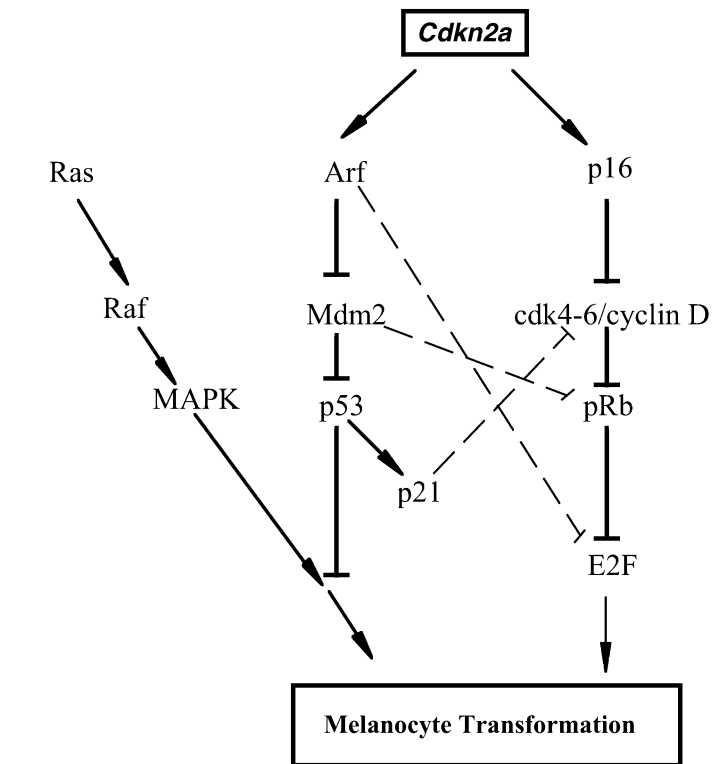 Cdkn2a
Ras
Arf
p16
Raf
Mdm2
cdk4-6/cyclin D
MAPK
p53
pRb
p21
E2F
Melanocyte Transformation